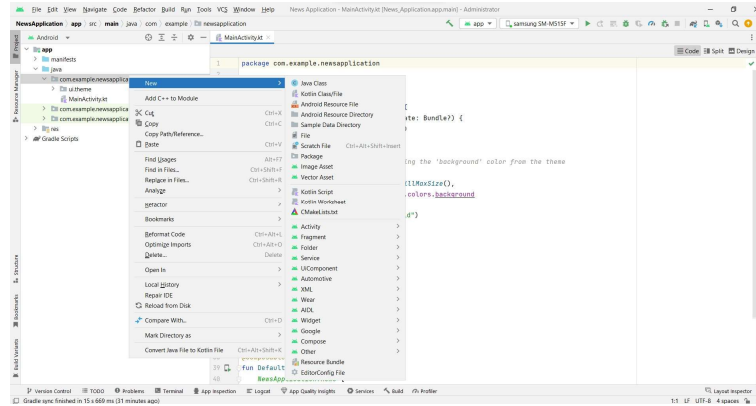 File Edit View Navigate Code Refactor Build Run Tools VCS Window Help News Application - MainActivity.kt [News_Application.app.main] - Administrator
NewsApplication app src main java com example newsapplication
app samsung SM-M515F
Android
MainActivity.kt
Code Split Design
Project
Resource Manager
Structure
Bookmarks
Build Variants
app
manifests
java
com.example.newsapplica
ui.theme
MainActivity.kt
com.example.newsapplica
com.example.newsapplica
res
Gradle Scripts
1 package com.example.newsapplication
ate: Bundle?) {
ing the 'background' color from the theme
illMaxSize(),
.colors.background
d")
39 fun Default
40
New
Add C++ to Module
Cut Ctrl+X
Copy Ctrl+C
Copy Path/Reference...
Paste Ctrl+V
Find Usages Alt+F7
Find in Files... Ctrl+Shift+F
Replace in Files... Ctrl+Shift+R
Analyze
Refactor
Bookmarks
Reformat Code Ctrl+Alt+L
Optimize Imports Ctrl+Alt+O
Delete... Delete
Open In
Local History
Repair IDE
Reload from Disk
Compare With... Ctrl+D
Mark Directory as
Convert Java File to Kotlin File Ctrl+Alt+Shift+K
Java Class
Kotlin Class/File
Android Resource File
Android Resource Directory
Sample Data Directory
File
Scratch File Ctrl+Alt+Shift+Insert
Package
Image Asset
Vector Asset
Kotlin Script
Kotlin Worksheet
CMakeLists.txt
Activity
Fragment
Folder
Service
UiComponent
Automotive
XML
Wear
AIDL
Widget
Google
Compose
Other
Resource Bundle
EditorConfig File
Version Control TODO Problems Terminal App Inspection Logcat App Quality Insights Services Build Profiler Layout Inspector
Gradle sync finished in 15 s 669 ms (31 minutes ago) 1:1 LF UTF-8 4 spaces